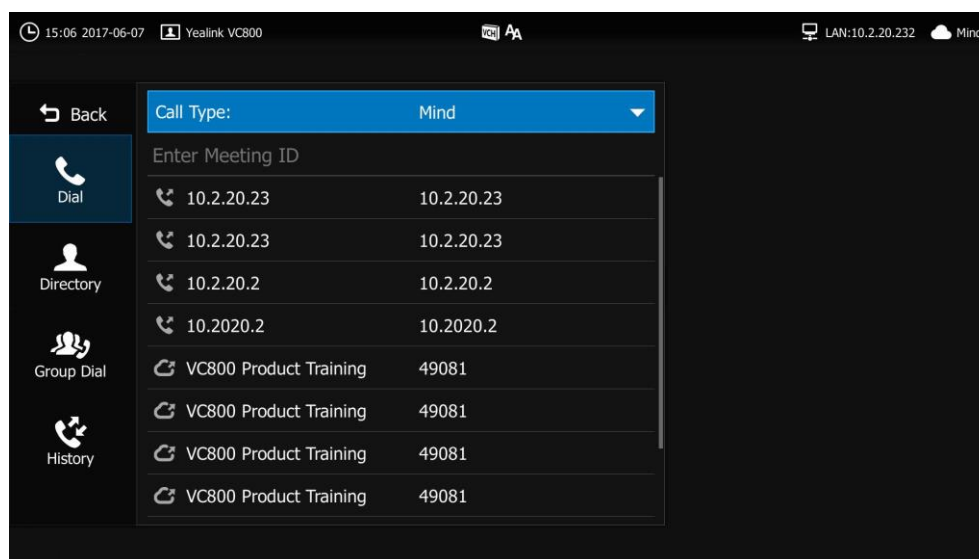 15:06 2017-06-07 Yealink VC800 VCH AA LAN:10.2.20.232 Mind
Back
Dial
Directory
Group Dial
History
Call Type: Mind
Enter Meeting ID
10.2.20.23 10.2.20.23
10.2.20.23 10.2.20.23
10.2.20.2 10.2.20.2
10.2020.2 10.2020.2
VC800 Product Training 49081
VC800 Product Training 49081
VC800 Product Training 49081
VC800 Product Training 49081